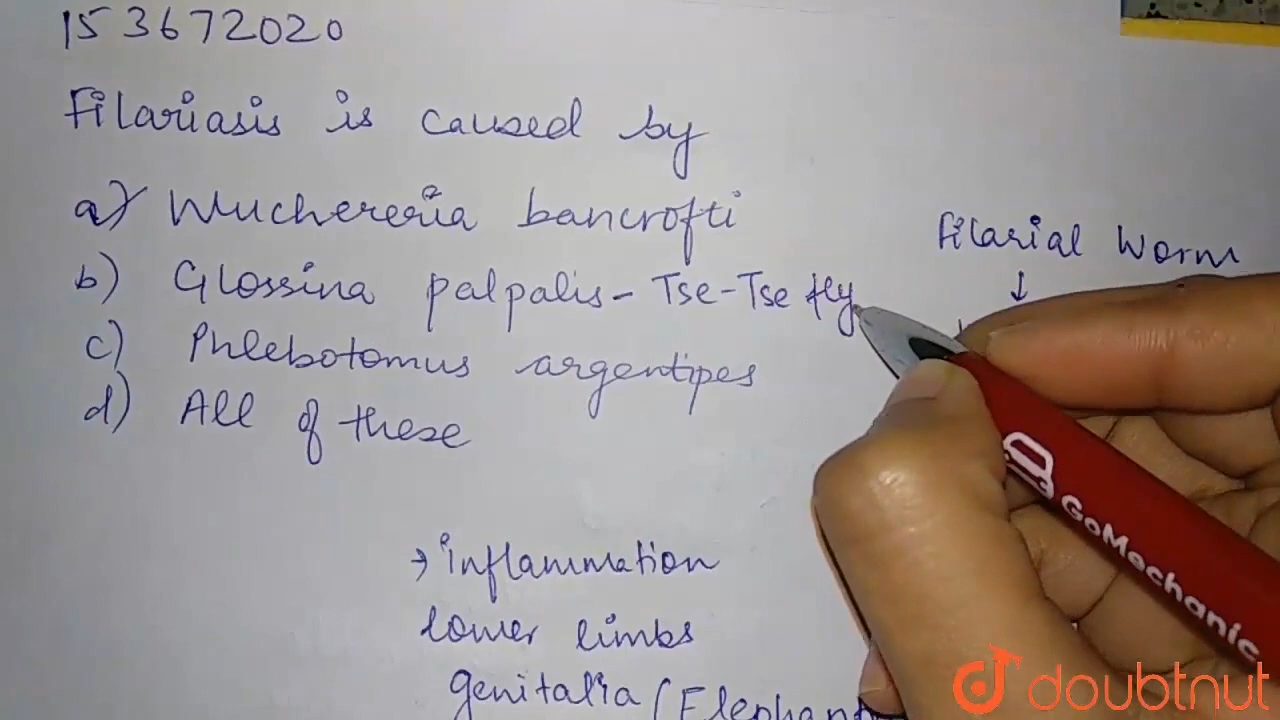 153672020
Filariasis is caused by
a) Wuchereria bancrofti
b) Glossina palpalis - Tse-Tse fly
c) Phlebotomus argentipes
d) All of these
Filarial Worm
↓
→ inflammation
lower limbs
genitalia (Elephant
GoMechanic
doubtnut